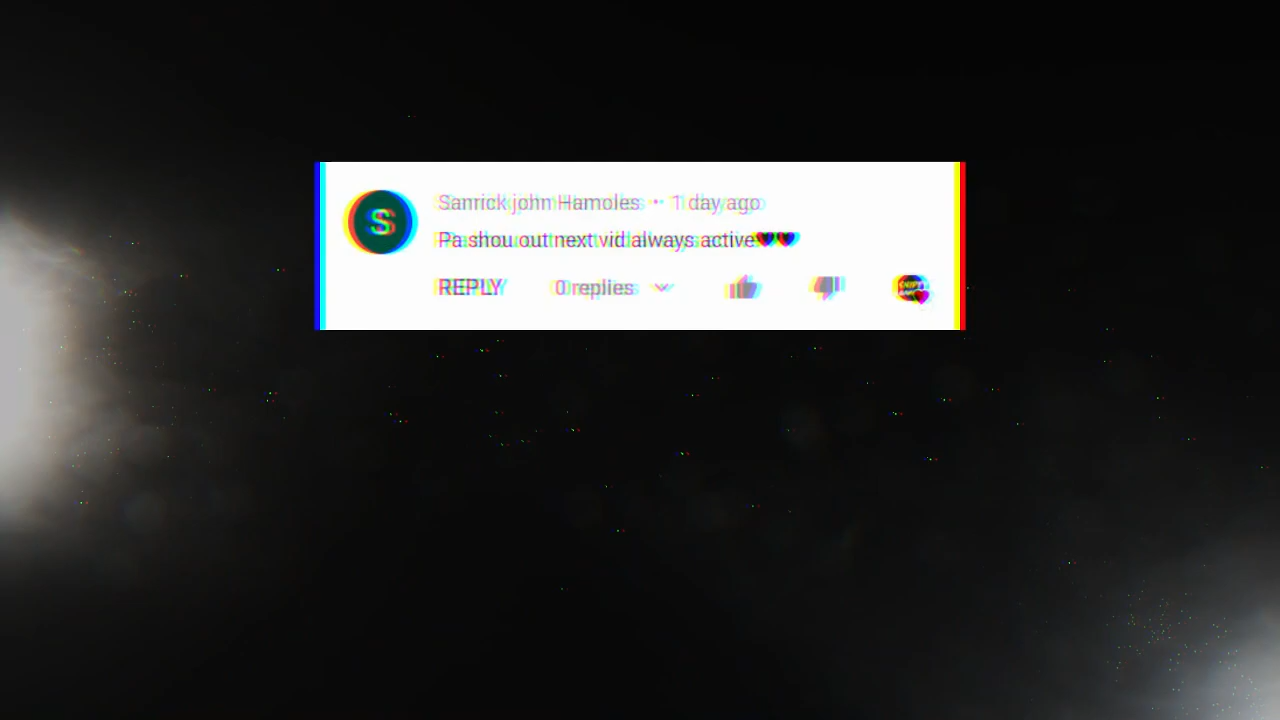 Sanrick john Hamoles • 1 day ago
S
Pa shou out next vid always active🖤🖤
REPLY 0 replies